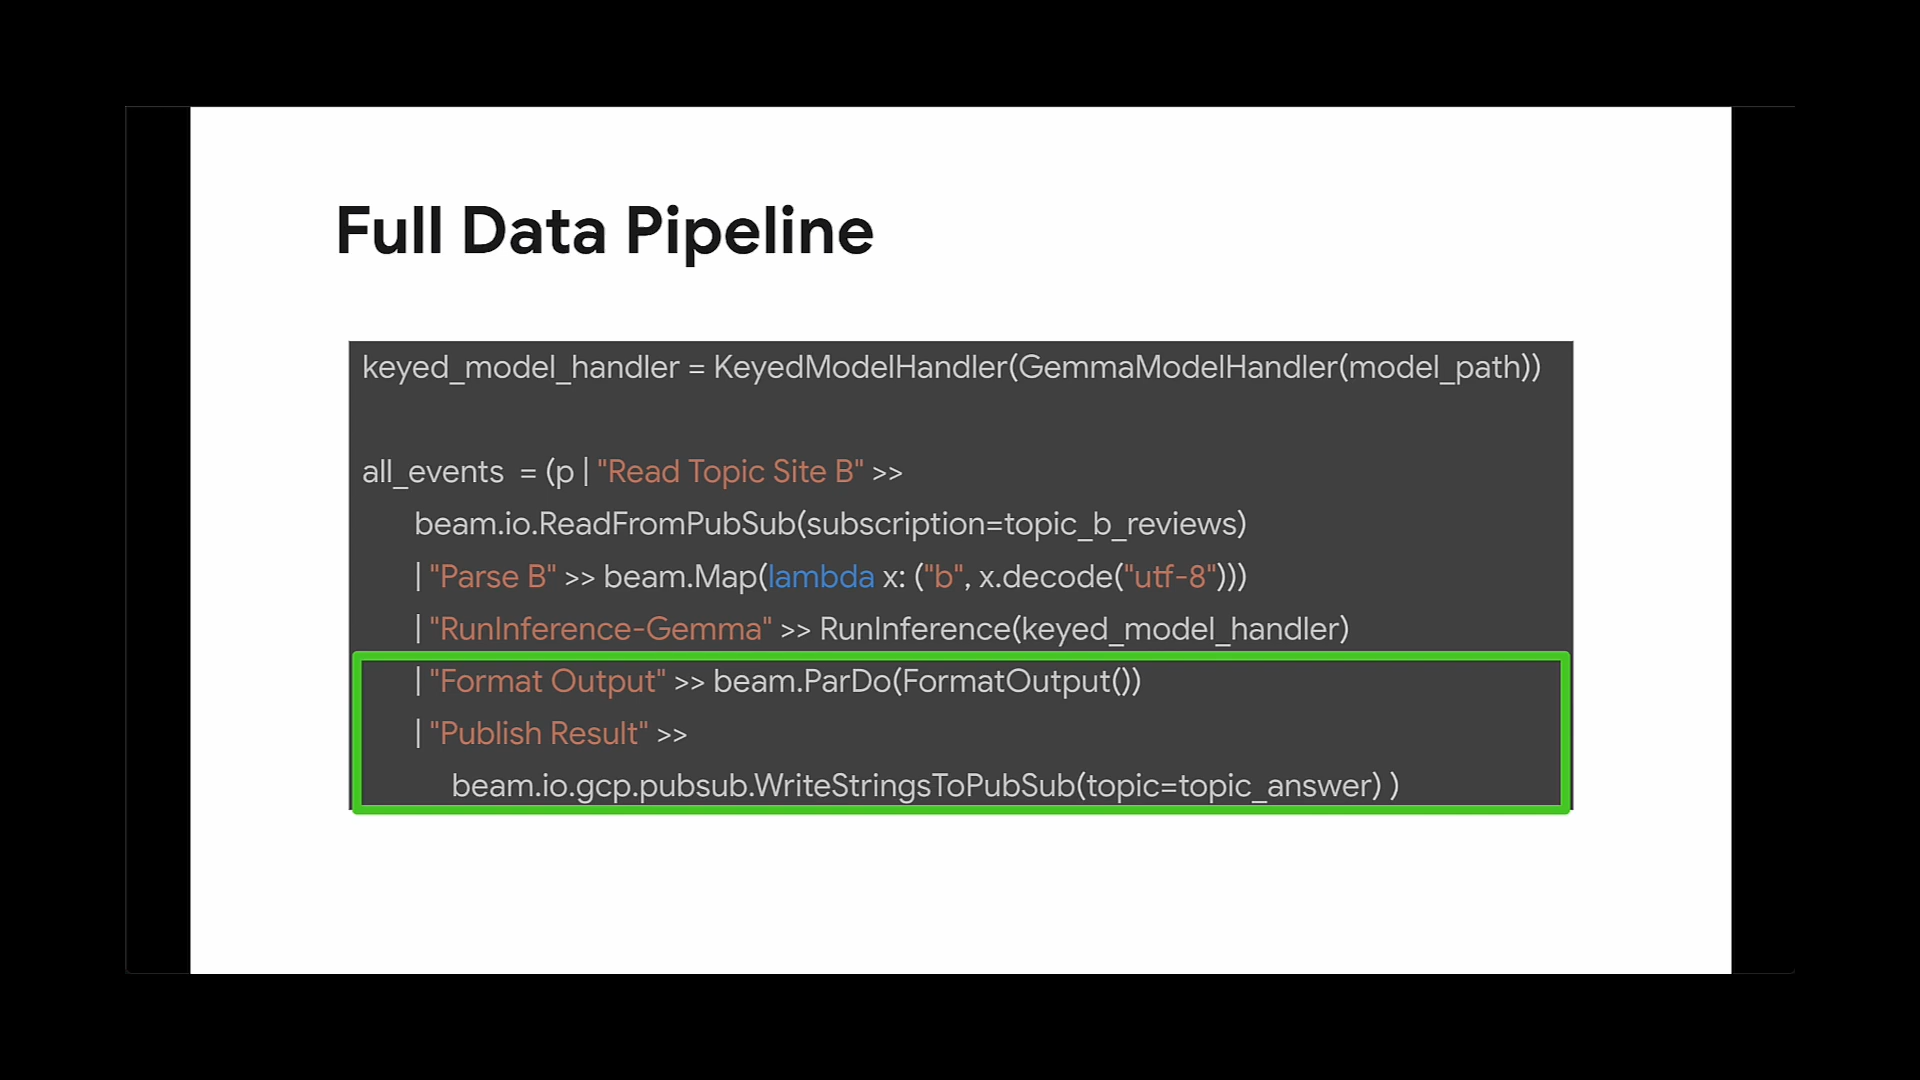 Full Data Pipeline
keyed_model_handler = KeyedModelHandler(GemmaModelHandler(model_path))
all_events = (p | "Read Topic Site B" >>
beam.io.ReadFromPubSub(subscription=topic_b_reviews)
| "Parse B" >> beam.Map(lambda x: ("b", x.decode("utf-8")))
| "RunInference-Gemma" >> RunInference(keyed_model_handler)
| "Format Output" >> beam.ParDo(FormatOutput())
| "Publish Result" >>
beam.io.gcp.pubsub.WriteStringsToPubSub(topic=topic_answer) )